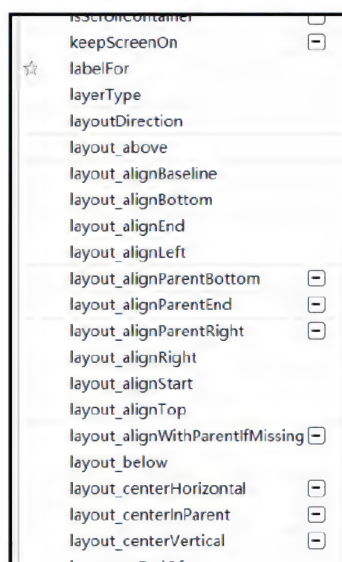 isScrollContainer
keepScreenOn
labelFor
layerType
layoutDirection
layout_above
layout_alignBaseline
layout_alignBottom
layout_alignEnd
layout_alignLeft
layout_alignParentBottom
layout_alignParentEnd
layout_alignParentRight
layout_alignRight
layout_alignStart
layout_alignTop
layout_alignWithParentIfMissing
layout_below
layout_centerHorizontal
layout_centerInParent
layout_centerVertical